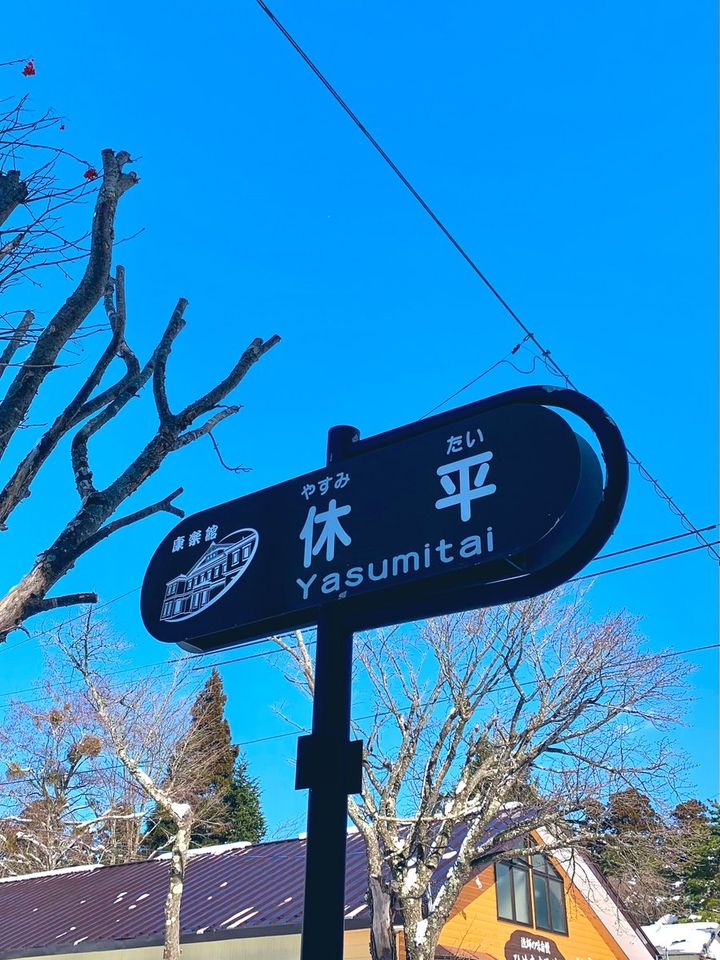 康楽館
やすみ たい
休 平
Yasumitai